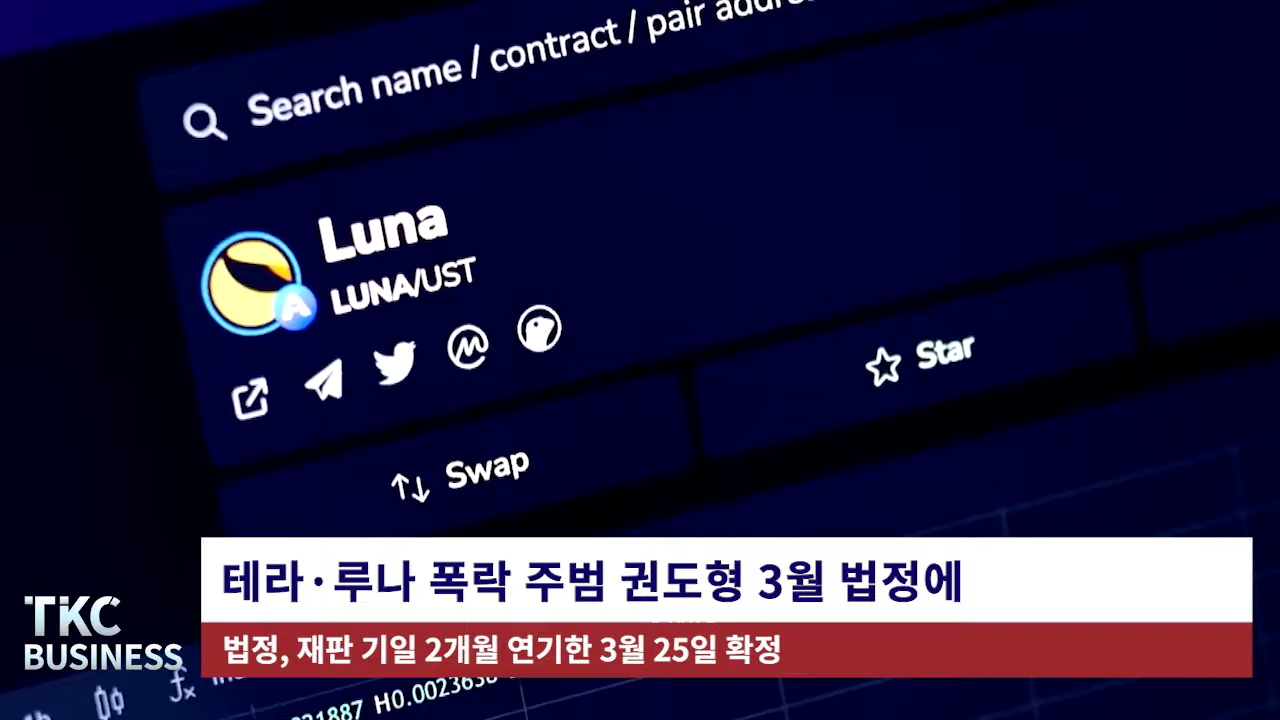 Search name / contract / pair
Luna
LUNA/UST
Star
Swap
테라·루나 폭락 주범 권도형 3월 법정에
법정, 재판 기일 2개월 연기한 3월 25일 확정
TKC
BUSINESS